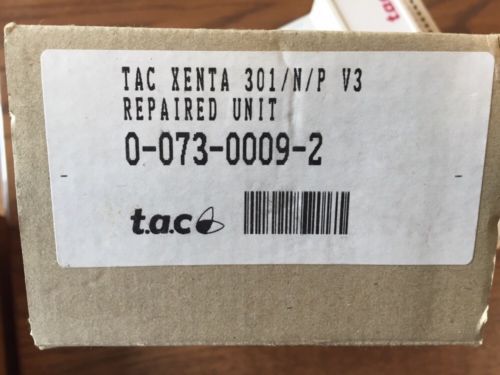 TAC XENTA 301/N/P V3
REPAIRED UNIT
0-073-0009-2
t.a.c